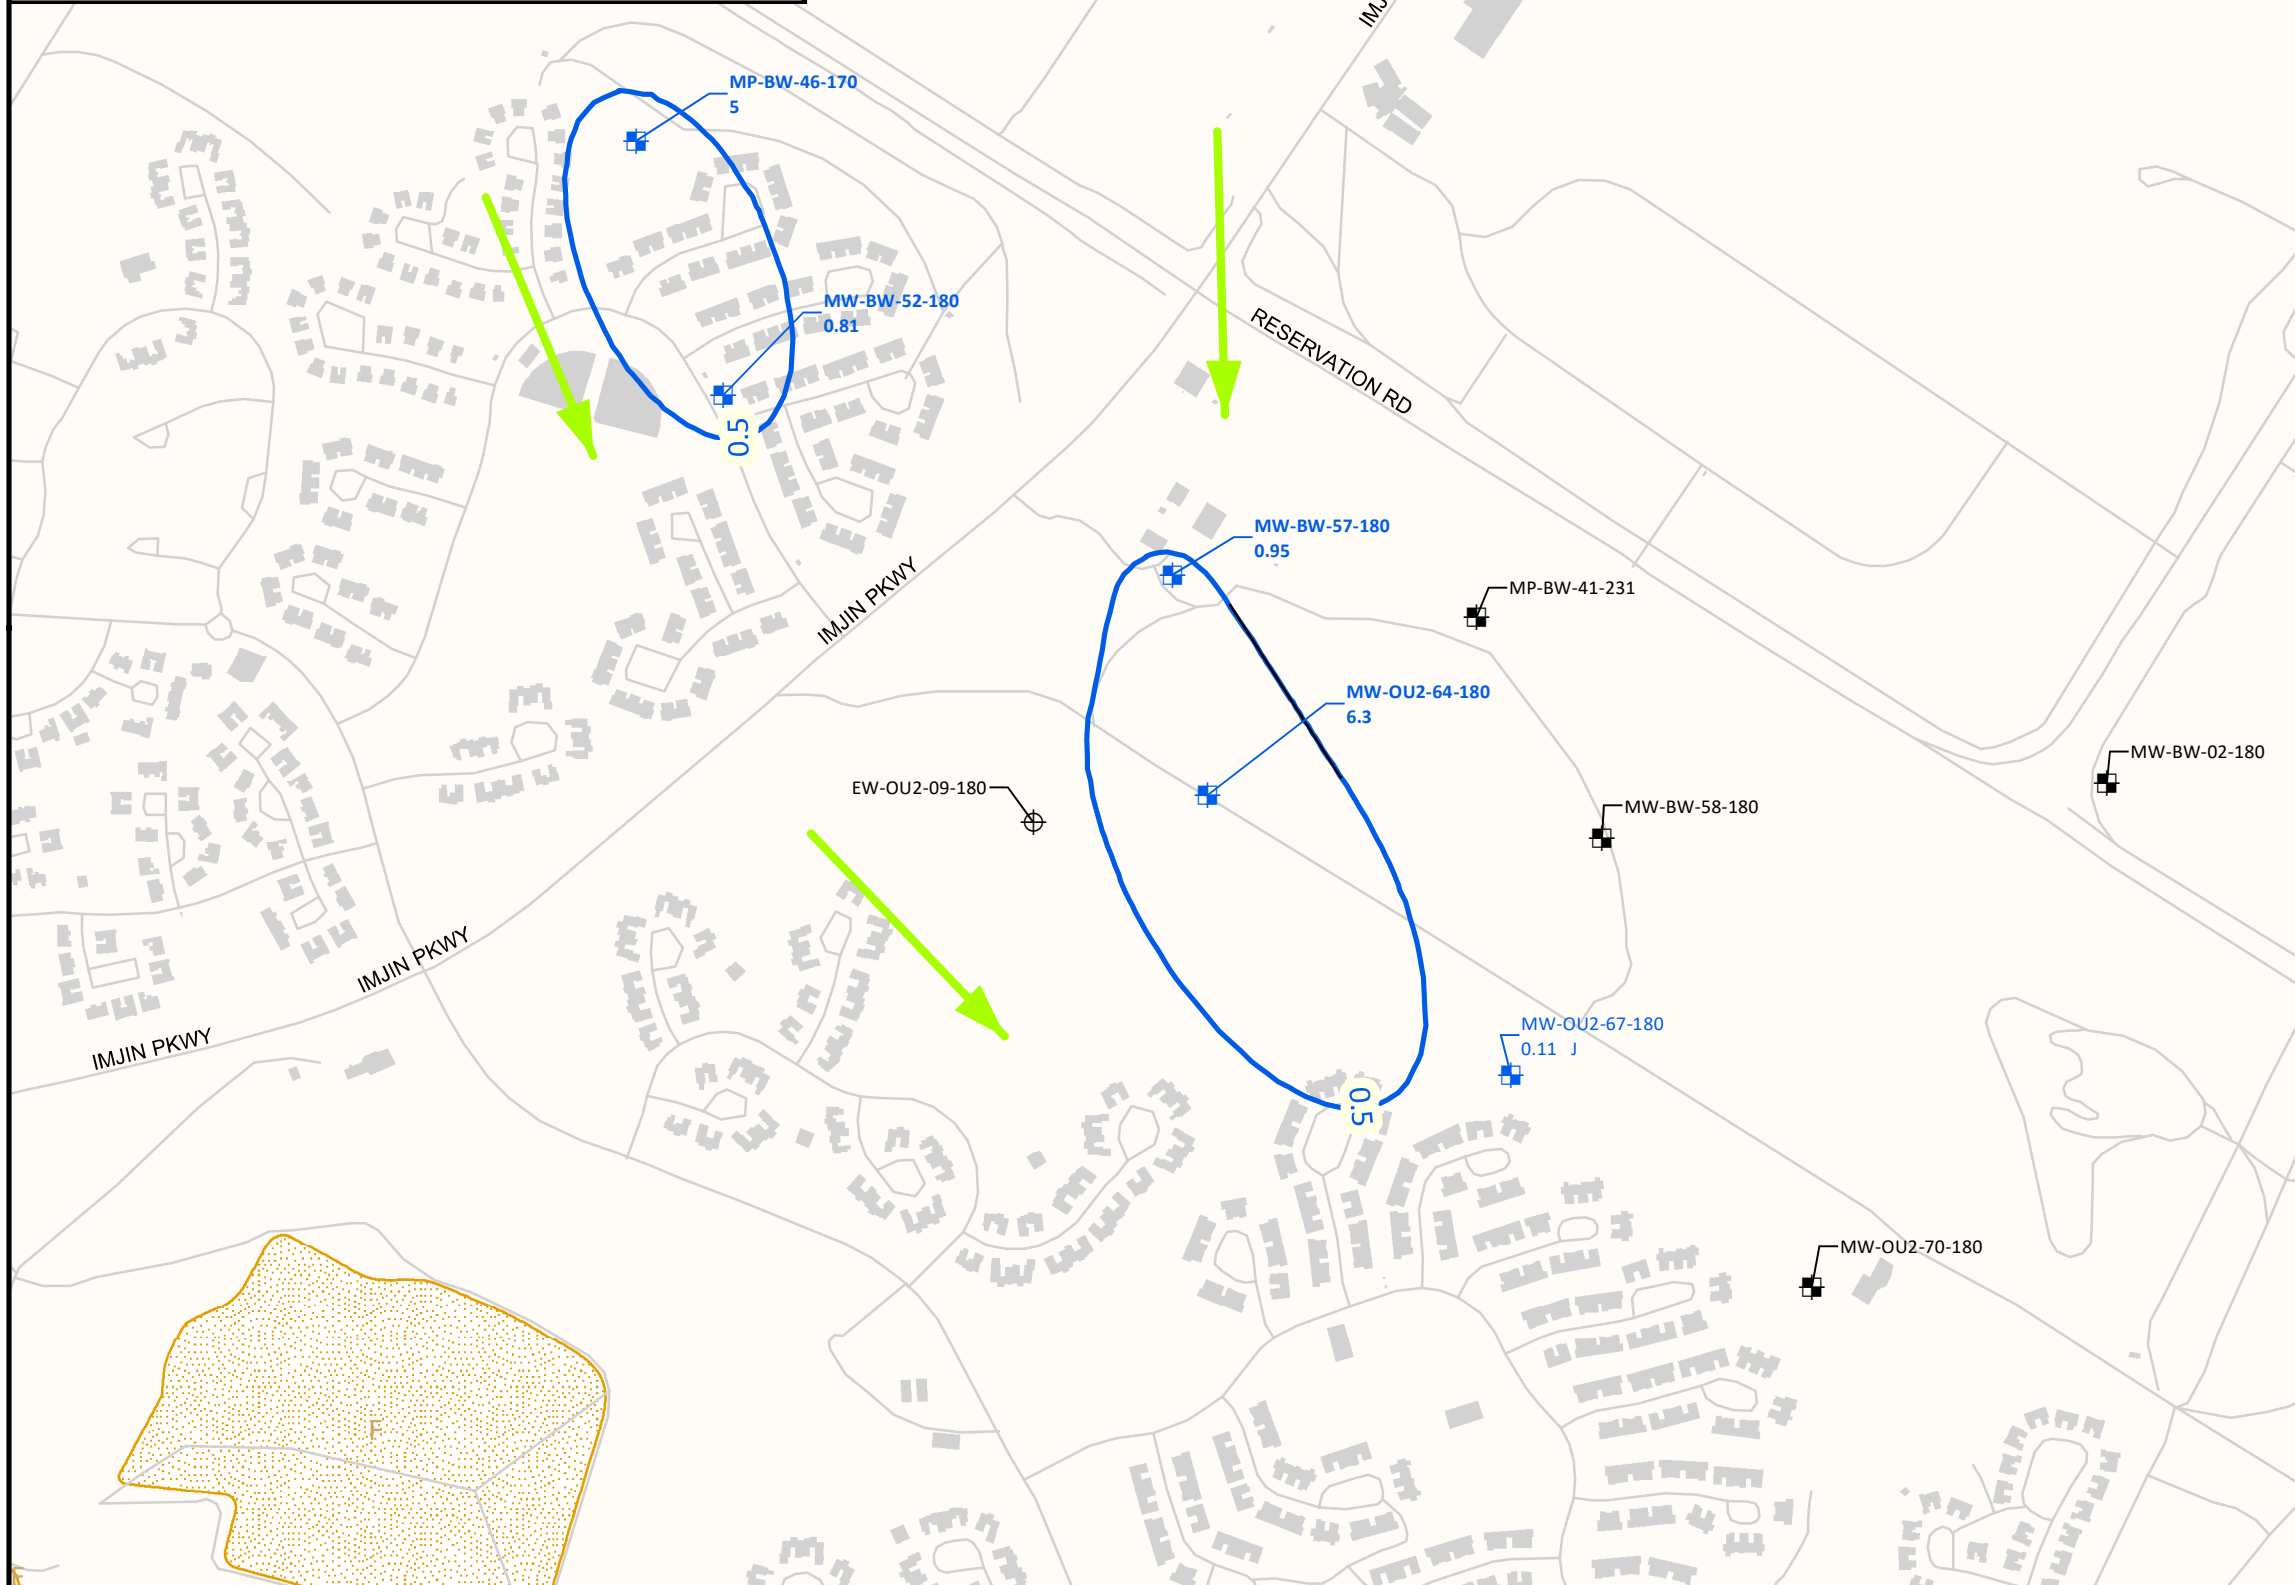 IMJ
MP-BW-46-170
5
MW-BW-52-180
0.81
RESERVATION RD
0.5
MW-BW-57-180
0.95
IMJIN PKWY
MP-BW-41-231
MW-OU2-64-180
6.3
MW-BW-02-180
EW-OU2-09-180
MW-BW-58-180
IMJIN PKWY
MW-OU2-67-180
0.11 J
IMJIN PKWY
0.5
MW-OU2-70-180
F